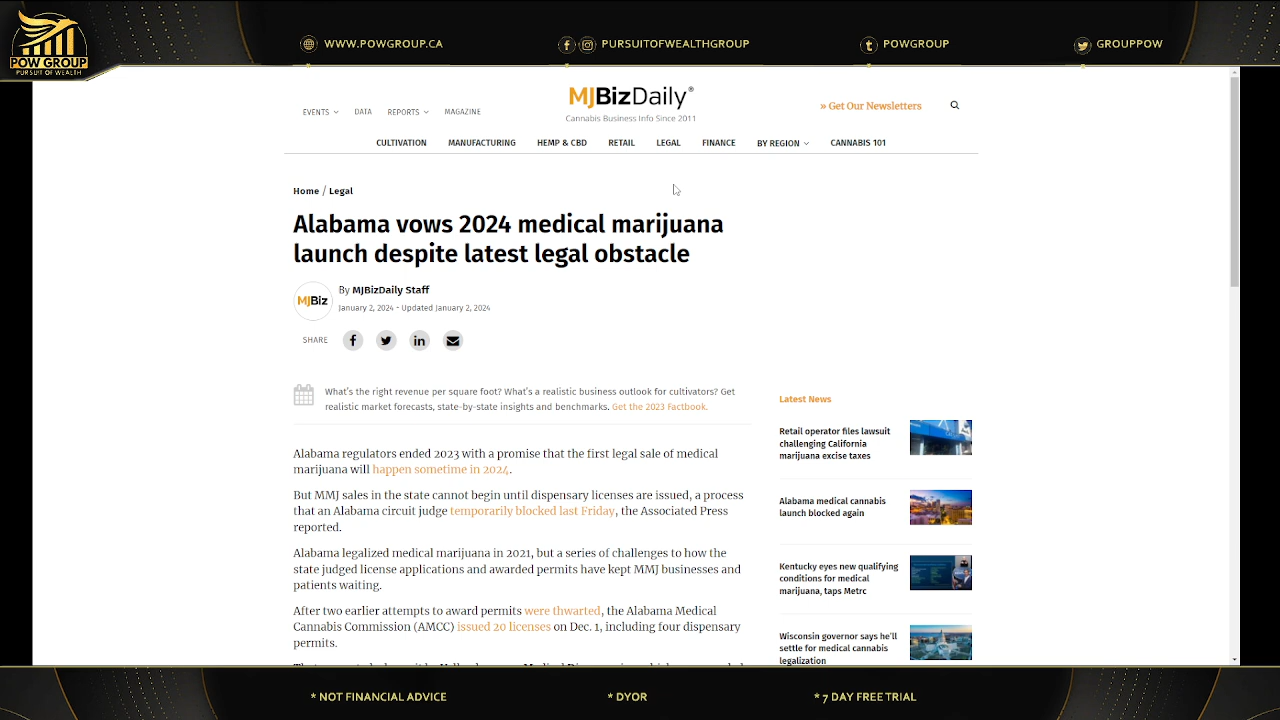 POW GROUP
PURSUIT OF WEALTH
WWW.POWGROUP.CA
PURSUITOFWEALTHGROUP
POWGROUP
GROUPPOW
EVENTS
DATA
REPORTS
MAGAZINE
MJBizDaily®
Cannabis Business Info Since 2011
» Get Our Newsletters
CULTIVATION
MANUFACTURING
HEMP & CBD
RETAIL
LEGAL
FINANCE
BY REGION
CANNABIS 101
Home / Legal
Alabama vows 2024 medical marijuana
launch despite latest legal obstacle
MJBiz
By MJBizDaily Staff
January 2, 2024 - Updated January 2, 2024
SHARE
What's the right revenue per square foot? What's a realistic business outlook for cultivators? Get
realistic market forecasts, state-by-state insights and benchmarks. Get the 2023 Factbook.
Alabama regulators ended 2023 with a promise that the first legal sale of medical
marijuana will happen sometime in 2024.
But MMJ sales in the state cannot begin until dispensary licenses are issued, a process
that an Alabama circuit judge temporarily blocked last Friday, the Associated Press
reported.
Alabama legalized medical marijuana in 2021, but a series of challenges to how the
state judged license applications and awarded permits have kept MMJ businesses and
patients waiting.
After two earlier attempts to award permits were thwarted, the Alabama Medical
Cannabis Commission (AMCC) issued 20 licenses on Dec. 1, including four dispensary
permits.
Latest News
Retail operator files lawsuit
challenging California
marijuana excise taxes
Alabama medical cannabis
launch blocked again
Kentucky eyes new qualifying
conditions for medical
marijuana, taps Metrc
Wisconsin governor says he'll
settle for medical cannabis
legalization
* NOT FINANCIAL ADVICE
* DYOR
* 7 DAY FREE TRIAL